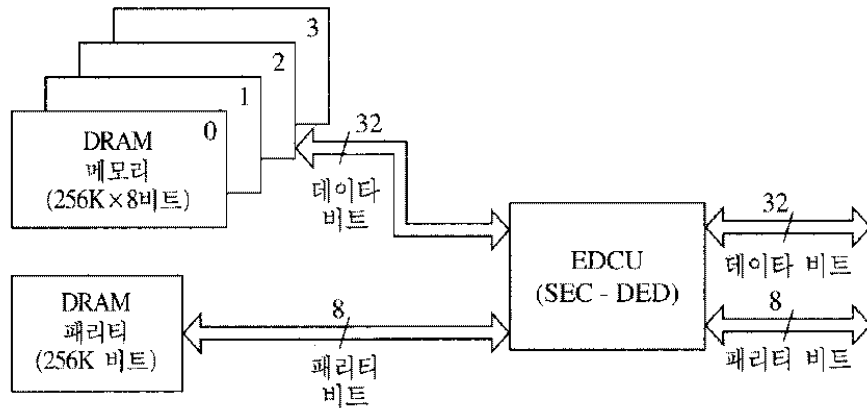 3
2
1
0
DRAM
메모리
(256K×8비트)
32
데이타
비트
EDCU
(SEC - DED)
32
데이타 비트
8
패리티 비트
DRAM
패리티
(256K 비트)
8
패리티
비트